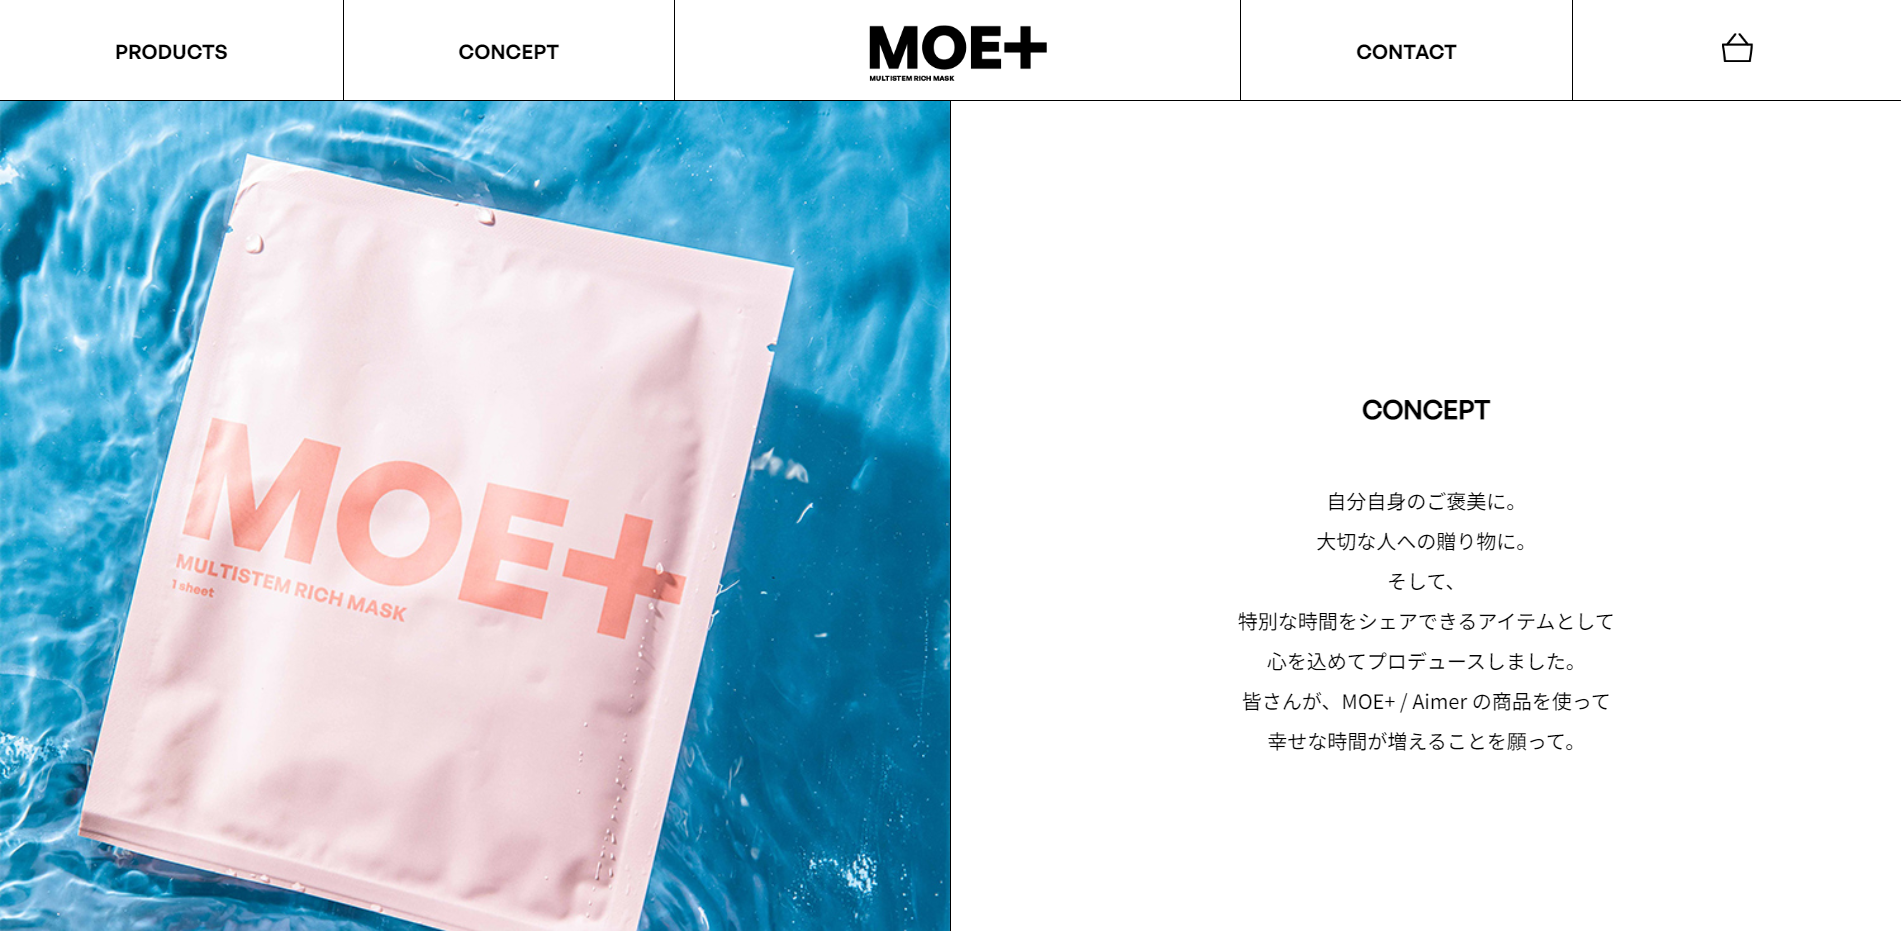 PRODUCTS
CONCEPT
MOE+
MULTISTEM RICH MASK
CONTACT
MOE+
MULTISTEM RICH MASK
1 sheet
CONCEPT
自分自身のご褒美に。
大切な人への贈り物に。
そして、
特別な時間をシェアできるアイテムとして
心を込めてプロデュースしました。
皆さんが、MOE+ / Aimer の商品を使って
幸せな時間が増えることを願って。